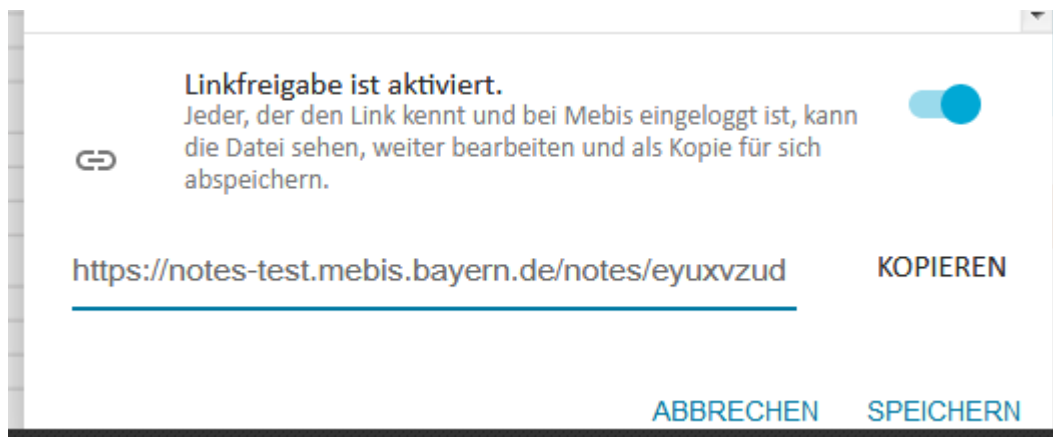 Linkfreigabe ist aktiviert.
Jeder, der den Link kennt und bei Mebis eingeloggt ist, kann
die Datei sehen, weiter bearbeiten und als Kopie für sich
abspeichern.
https://notes-test.mebis.bayern.de/notes/eyuxvzud KOPIEREN
ABBRECHEN SPEICHERN